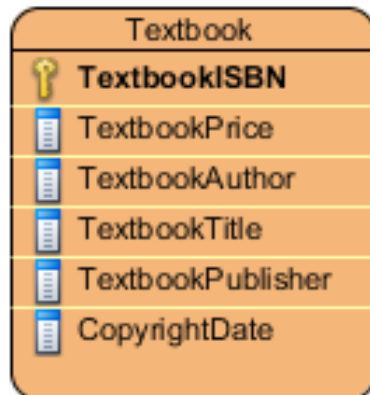 Textbook
TextbookISBN
TextbookPrice
TextbookAuthor
TextbookTitle
TextbookPublisher
CopyrightDate